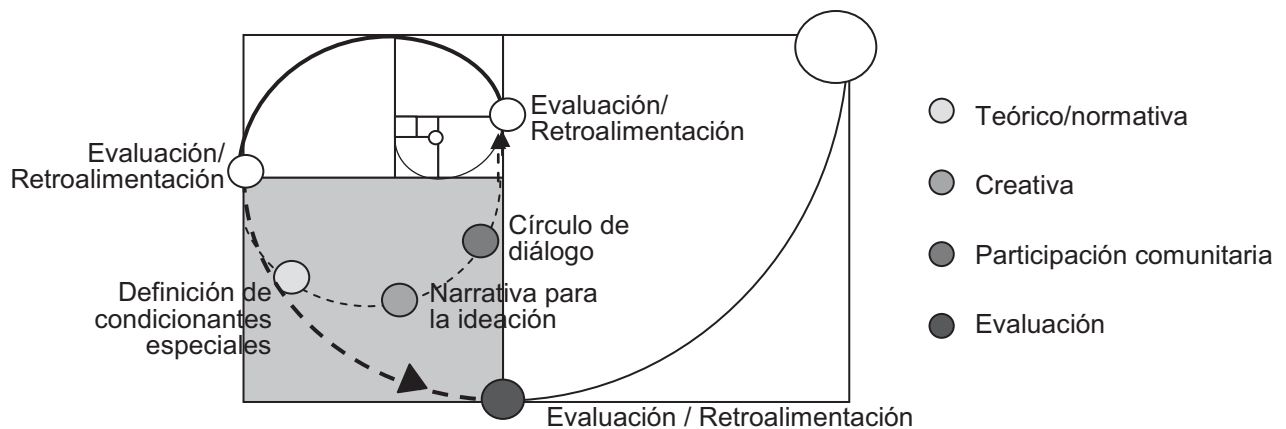 Evaluación/
Retroalimentación
Evaluación/
Retroalimentación
Definición de
condicionantes
especiales
Narrativa para
la ideación
Círculo de
diálogo
Evaluación / Retroalimentación
Teórico/normativa
Creativa
Participación comunitaria
Evaluación